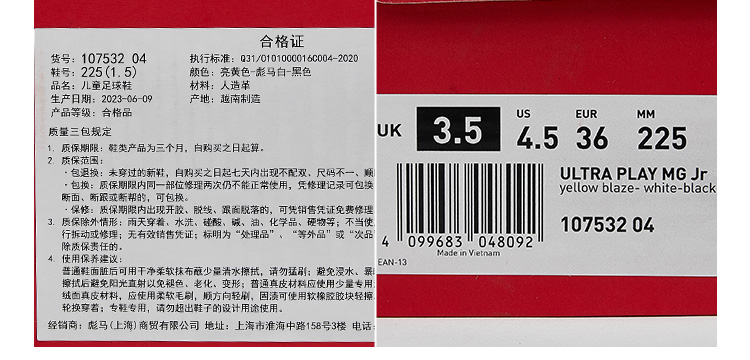 合格证
货号: 107532 04
鞋号: 225(1.5)
品名: 儿童足球鞋
生产日期: 2023-06-09
产品等级: 合格品
执行标准: Q31/0101000016C004-2020
颜色: 亮黄色-彪马白-黑色
材料: 人造革
产地: 越南制造
质量三包规定
1. 质保期限: 鞋类产品为三个月, 自购买之日起算。
2. 质保范围:
·包退换: 未穿过的新鞋, 自购买之日起七天内出现不配双、尺码不一、顺
·包换: 质保期限内同一部位修理两次仍不能正常使用, 凭修理记录可包换
断面、断跟或断帮的, 可包换。
·保修: 质保期限内出现开胶、脱线、跟面脱落的, 可凭销售凭证免费修理
3. 质保除外情形: 雨天穿着、水洗、碰酸、碱、油、化学品、硬物等; 不当使
行拆动或修理; 无有效销售凭证; 标明为“处理品”、“等外品”或“次品
除质保责任的。
4. 使用保养建议:
普通鞋面脏后可用干净柔软抹布蘸少量清水擦拭, 请勿猛刷; 避免浸水、暴
擦拭后避免阳光直射以免褪色、老化、变形; 普通真皮材料应使用少量专用
绒面真皮材料, 应使用柔软毛刷, 顺方向轻刷, 固渍可使软橡胶胶块轻擦
轮换穿着; 专鞋专用, 请勿超出鞋子的设计用途使用。
经销商: 彪马(上海)商贸有限公司 地址: 上海市淮海中路158号3楼 电话:
UK 3.5 US 4.5 EUR 36 MM 225
ULTRA PLAY MG Jr
yellow blaze- white-black
107532 04
4 099683 048092
Made in Vietnam
EAN-13